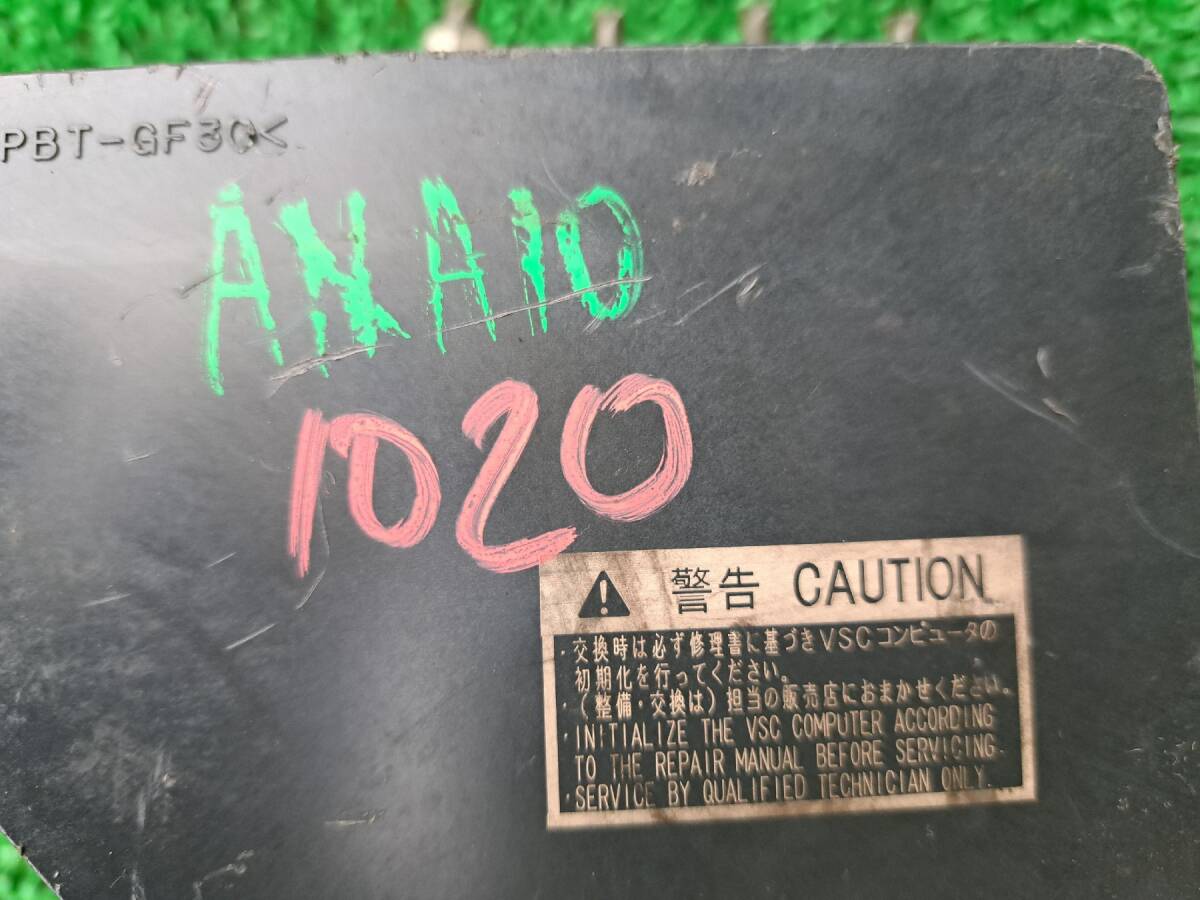 PBT-GF30<
ANA10
1020
警告 CAUTION
・交換時は必ず修理書に基づきVSCコンピュータの
初期化を行ってください。
・(整備・交換は)担当の販売店におまかせください。
・INITIALIZE THE VSC COMPUTER ACCORDING
TO THE REPAIR MANUAL BEFORE SERVICING.
・SERVICE BY QUALIFIED TECHNICIAN ONLY.